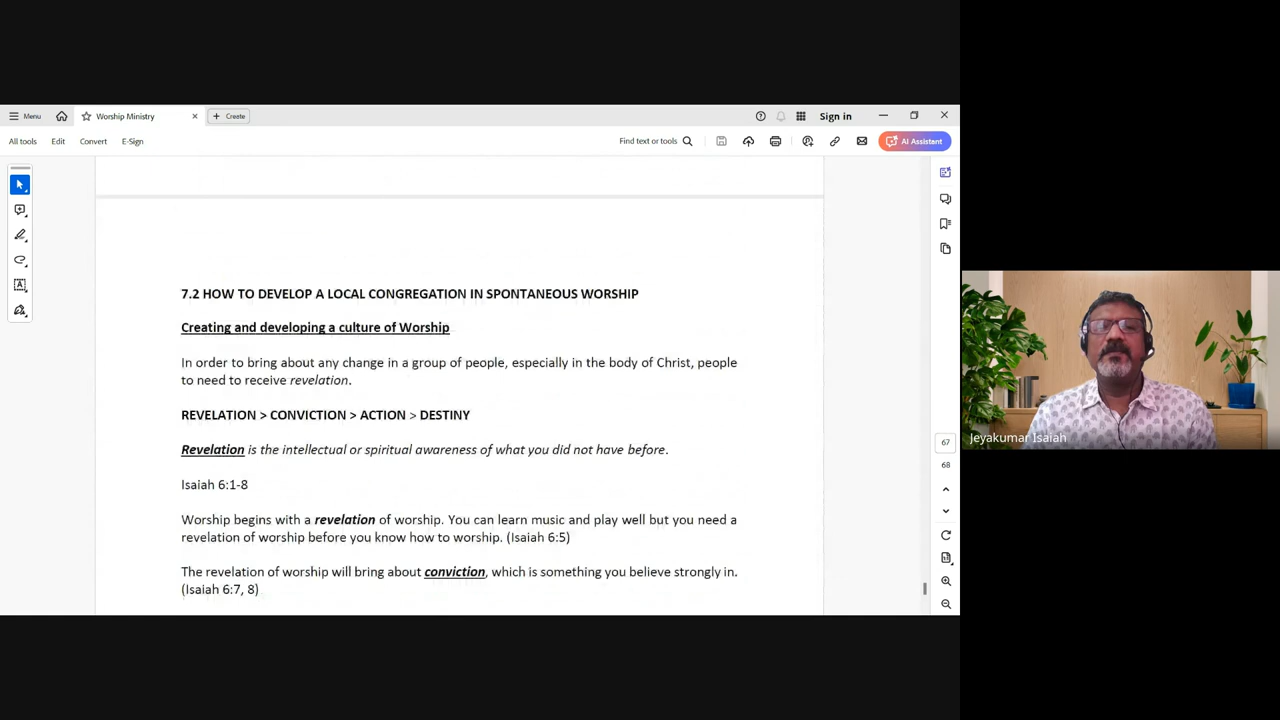 Menu
Worship Ministry
Create
Sign in
All tools
Edit
Convert
E-Sign
Find text or tools
AI Assistant
7.2 HOW TO DEVELOP A LOCAL CONGREGATION IN SPONTANEOUS WORSHIP
Creating and developing a culture of Worship
In order to bring about any change in a group of people, especially in the body of Christ, people
to need to receive revelation.
REVELATION > CONVICTION > ACTION > DESTINY
Revelation is the intellectual or spiritual awareness of what you did not have before.
Isaiah 6:1-8
Worship begins with a revelation of worship. You can learn music and play well but you need a
revelation of worship before you know how to worship. (Isaiah 6:5)
The revelation of worship will bring about conviction, which is something you believe strongly in.
(Isaiah 6:7, 8)
67
68
Jeyakumar Isaiah